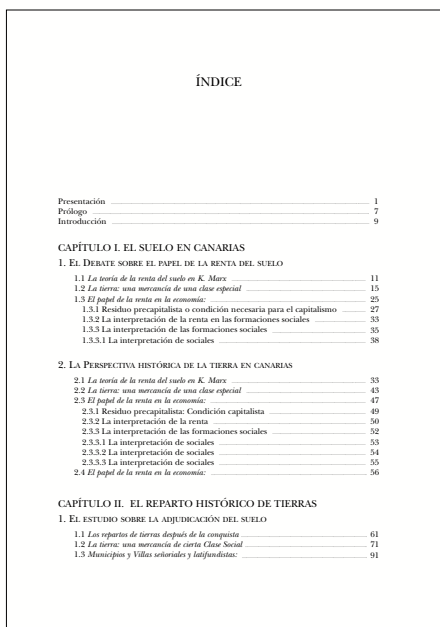 ÍNDICE
Presentación 1
Prólogo 7
Introducción 9
CAPÍTULO I. EL SUELO EN CANARIAS
1. EL DEBATE SOBRE EL PAPEL DE LA RENTA DEL SUELO
1.1 La teoría de la renta del suelo en K. Marx 11
1.2 La tierra: una mercancía de una clase especial 15
1.3 El papel de la renta en la economía: 25
1.3.1 Residuo precapitalista o condición necesaria para el capitalismo 27
1.3.2 La interpretación de la renta en las formaciones sociales 33
1.3.3 La interpretación de las formaciones sociales 35
1.3.3.1 La interpretación de sociales 38
2. LA PERSPECTIVA HISTÓRICA DE LA TIERRA EN CANARIAS
2.1 La teoría de la renta del suelo en K. Marx 33
2.2 La tierra: una mercancía de una clase especial 43
2.3 El papel de la renta en la economía: 47
2.3.1 Residuo precapitalista: Condición capitalista 49
2.3.2 La interpretación de la renta 50
2.3.3 La interpretación de las formaciones sociales 52
2.3.3.1 La interpretación de sociales 53
2.3.3.2 La interpretación de sociales 54
2.3.3.3 La interpretación de sociales 55
2.4 El papel de la renta en la economía: 56
CAPÍTULO II. EL REPARTO HISTÓRICO DE TIERRAS
1. EL ESTUDIO SOBRE LA ADJUDICACIÓN DEL SUELO
1.1 Los repartos de tierras después de la conquista 61
1.2 La tierra: una mercancía de cierta Clase Social 71
1.3 Municipios y Villas señoriales y latifundistas: 91